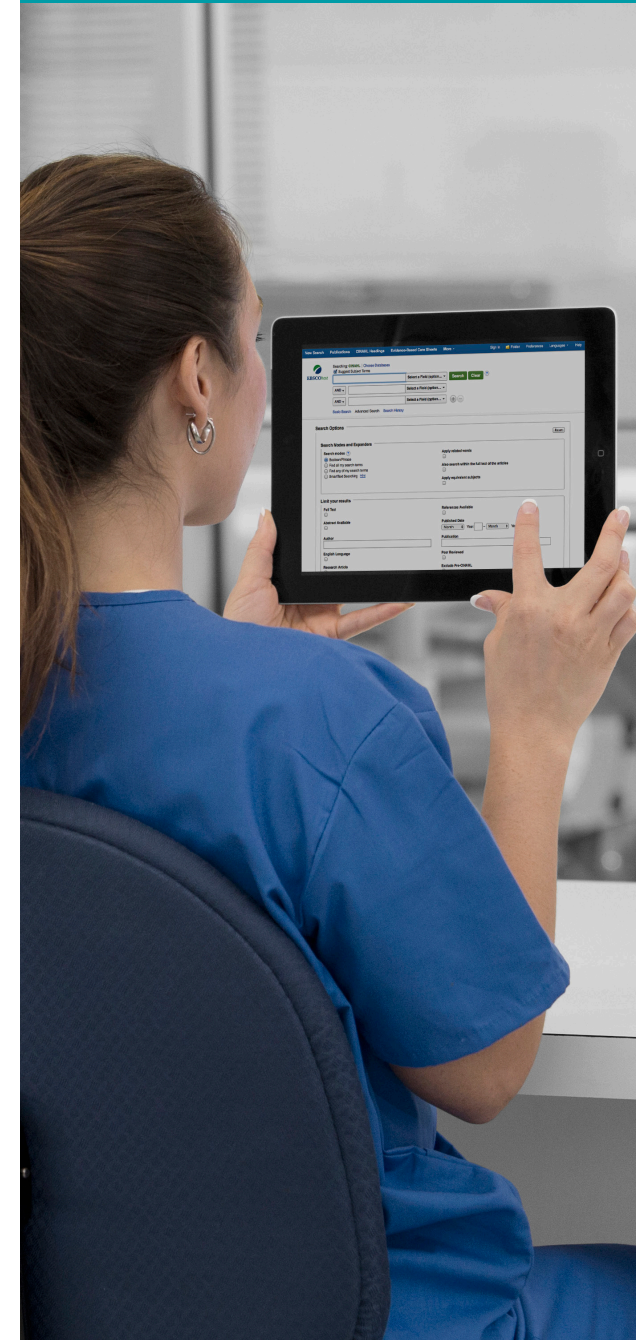 New Search Publications CINAHL Headings Evidence-Based Care Sheets More Sign In Folder Preferences Languages Help
EBSCOhost
Searching: CINAHL Choose Databases
Suggest Subject Terms
Select a Field (option... Search Clear
AND Select a Field (option...
AND Select a Field (option...
Basic Search Advanced Search Search History
Search Options
Reset
Search Modes and Expanders
Search modes
Boolean/Phrase
Find all my search terms
Find any of my search terms
SmartText Searching
Apply related words
Also search within the full text of the articles
Apply equivalent subjects
Limit your results
Full Text
Abstract Available
Author
English Language
Research Article
References Available
Published Date
Month Year Month
Publication
Peer Reviewed
Exclude Pre-CINAHL